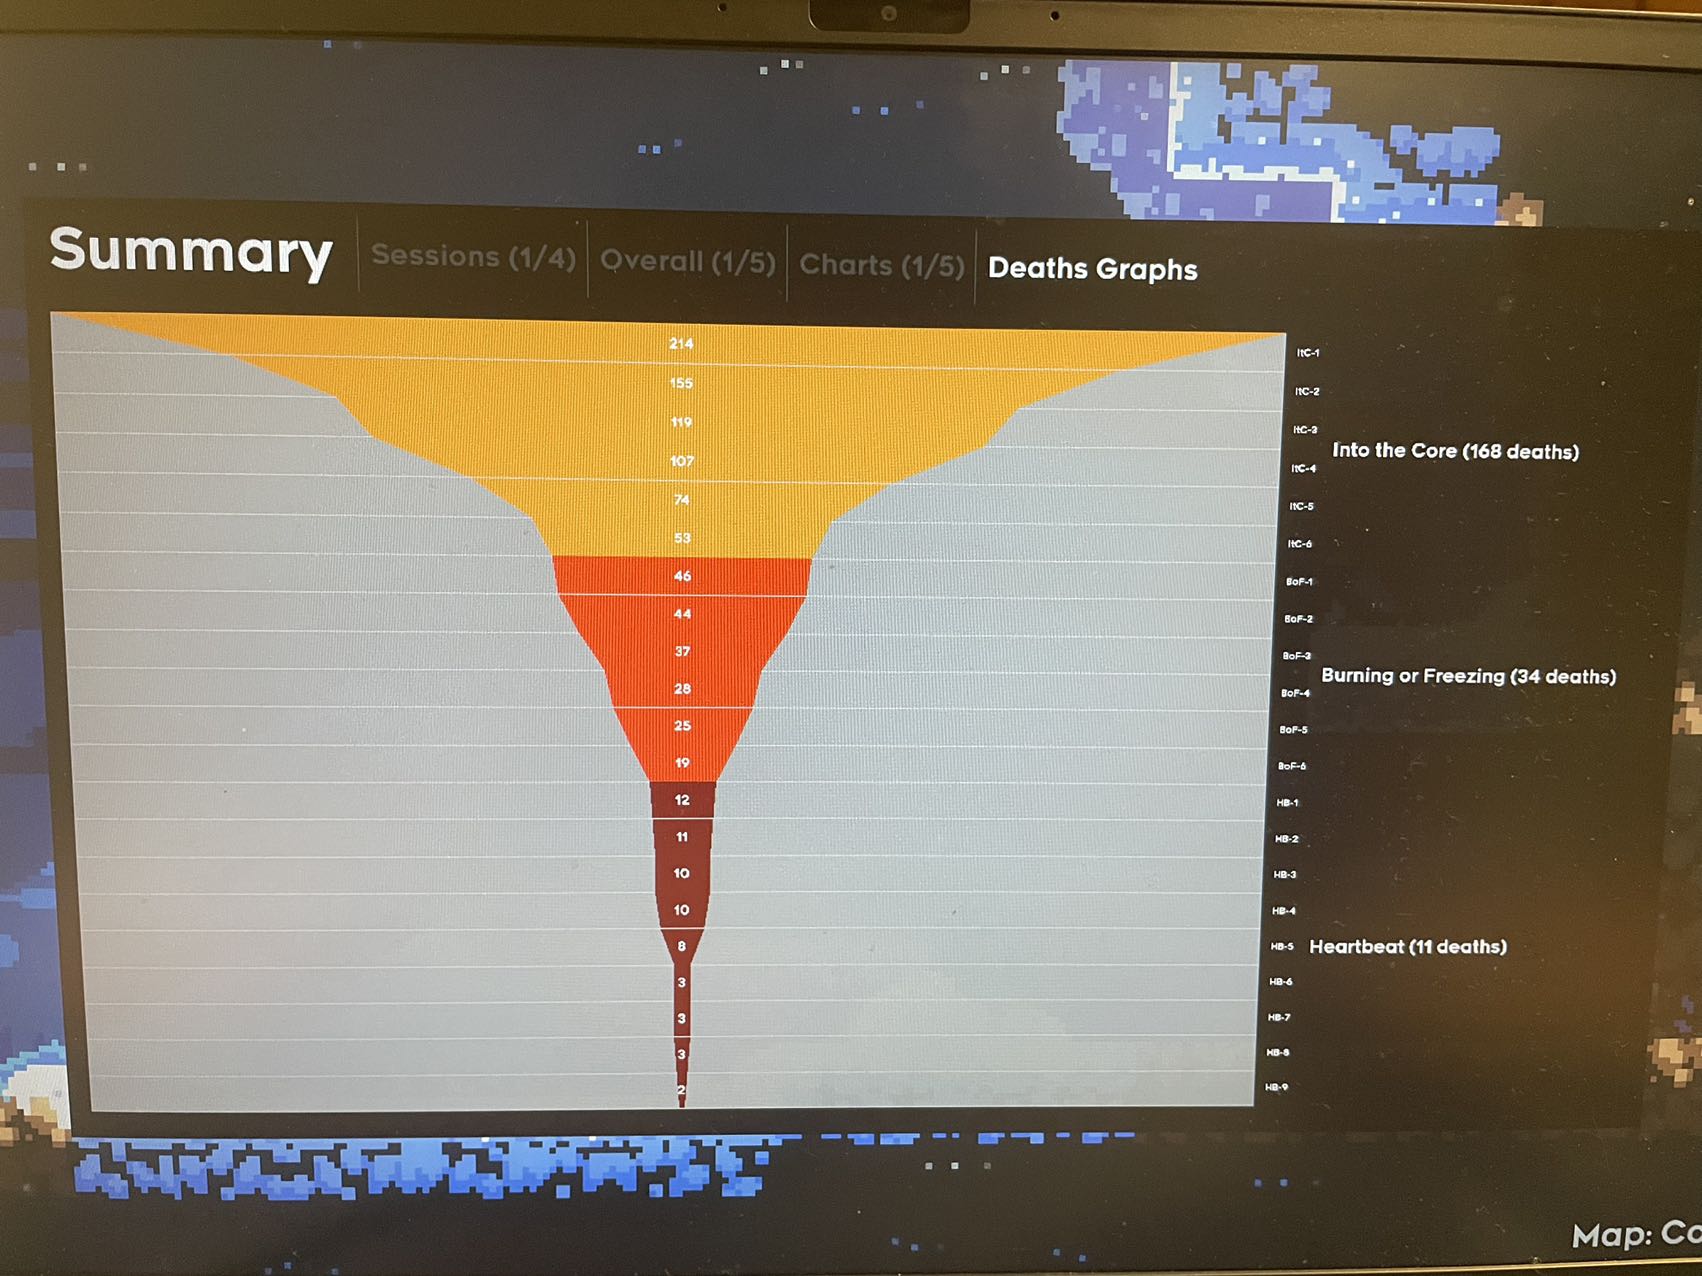 Summary
Sessions (1/4)
Overall (1/5)
Charts (1/5)
Deaths Graphs
214
ItC-1
155
ItC-2
119
ItC-3
Into the Core (168 deaths)
107
ItC-4
74
ItC-5
53
ItC-6
46
BoF-1
44
BoF-2
37
BoF-3
Burning or Freezing (34 deaths)
28
BoF-4
25
BoF-5
19
BoF-6
12
HB-1
11
HB-2
10
HB-3
10
HB-4
8
HB-5
Heartbeat (11 deaths)
3
HB-6
3
HB-7
3
HB-8
2
HB-9
Map: Co